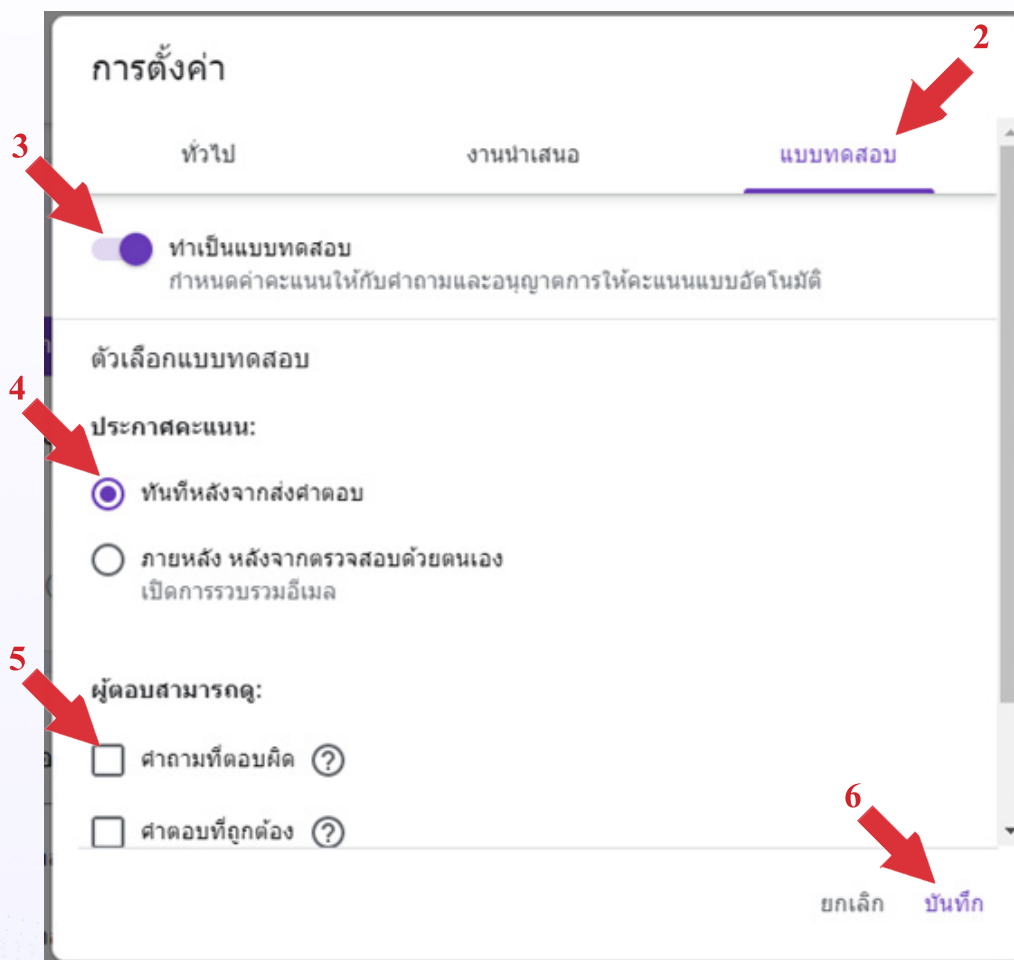 2
การตั้งค่า
3
ทั่วไป งานนำเสนอ แบบทดสอบ
ทำเป็นแบบทดสอบ
กำหนดค่าคะแนนให้กับคำถามและอนุญาตการให้คะแนนแบบอัตโนมัติ
ตัวเลือกแบบทดสอบ
4
ประกาศคะแนน:
ทันทีหลังจากส่งคำตอบ
ภายหลัง หลังจากตรวจสอบด้วยตนเอง
เปิดการรวบรวมอีเมล
5
ผู้ตอบสามารถดู:
คำถามที่ตอบผิด ?
6
คำตอบที่ถูกต้อง ?
ยกเลิก บันทึก